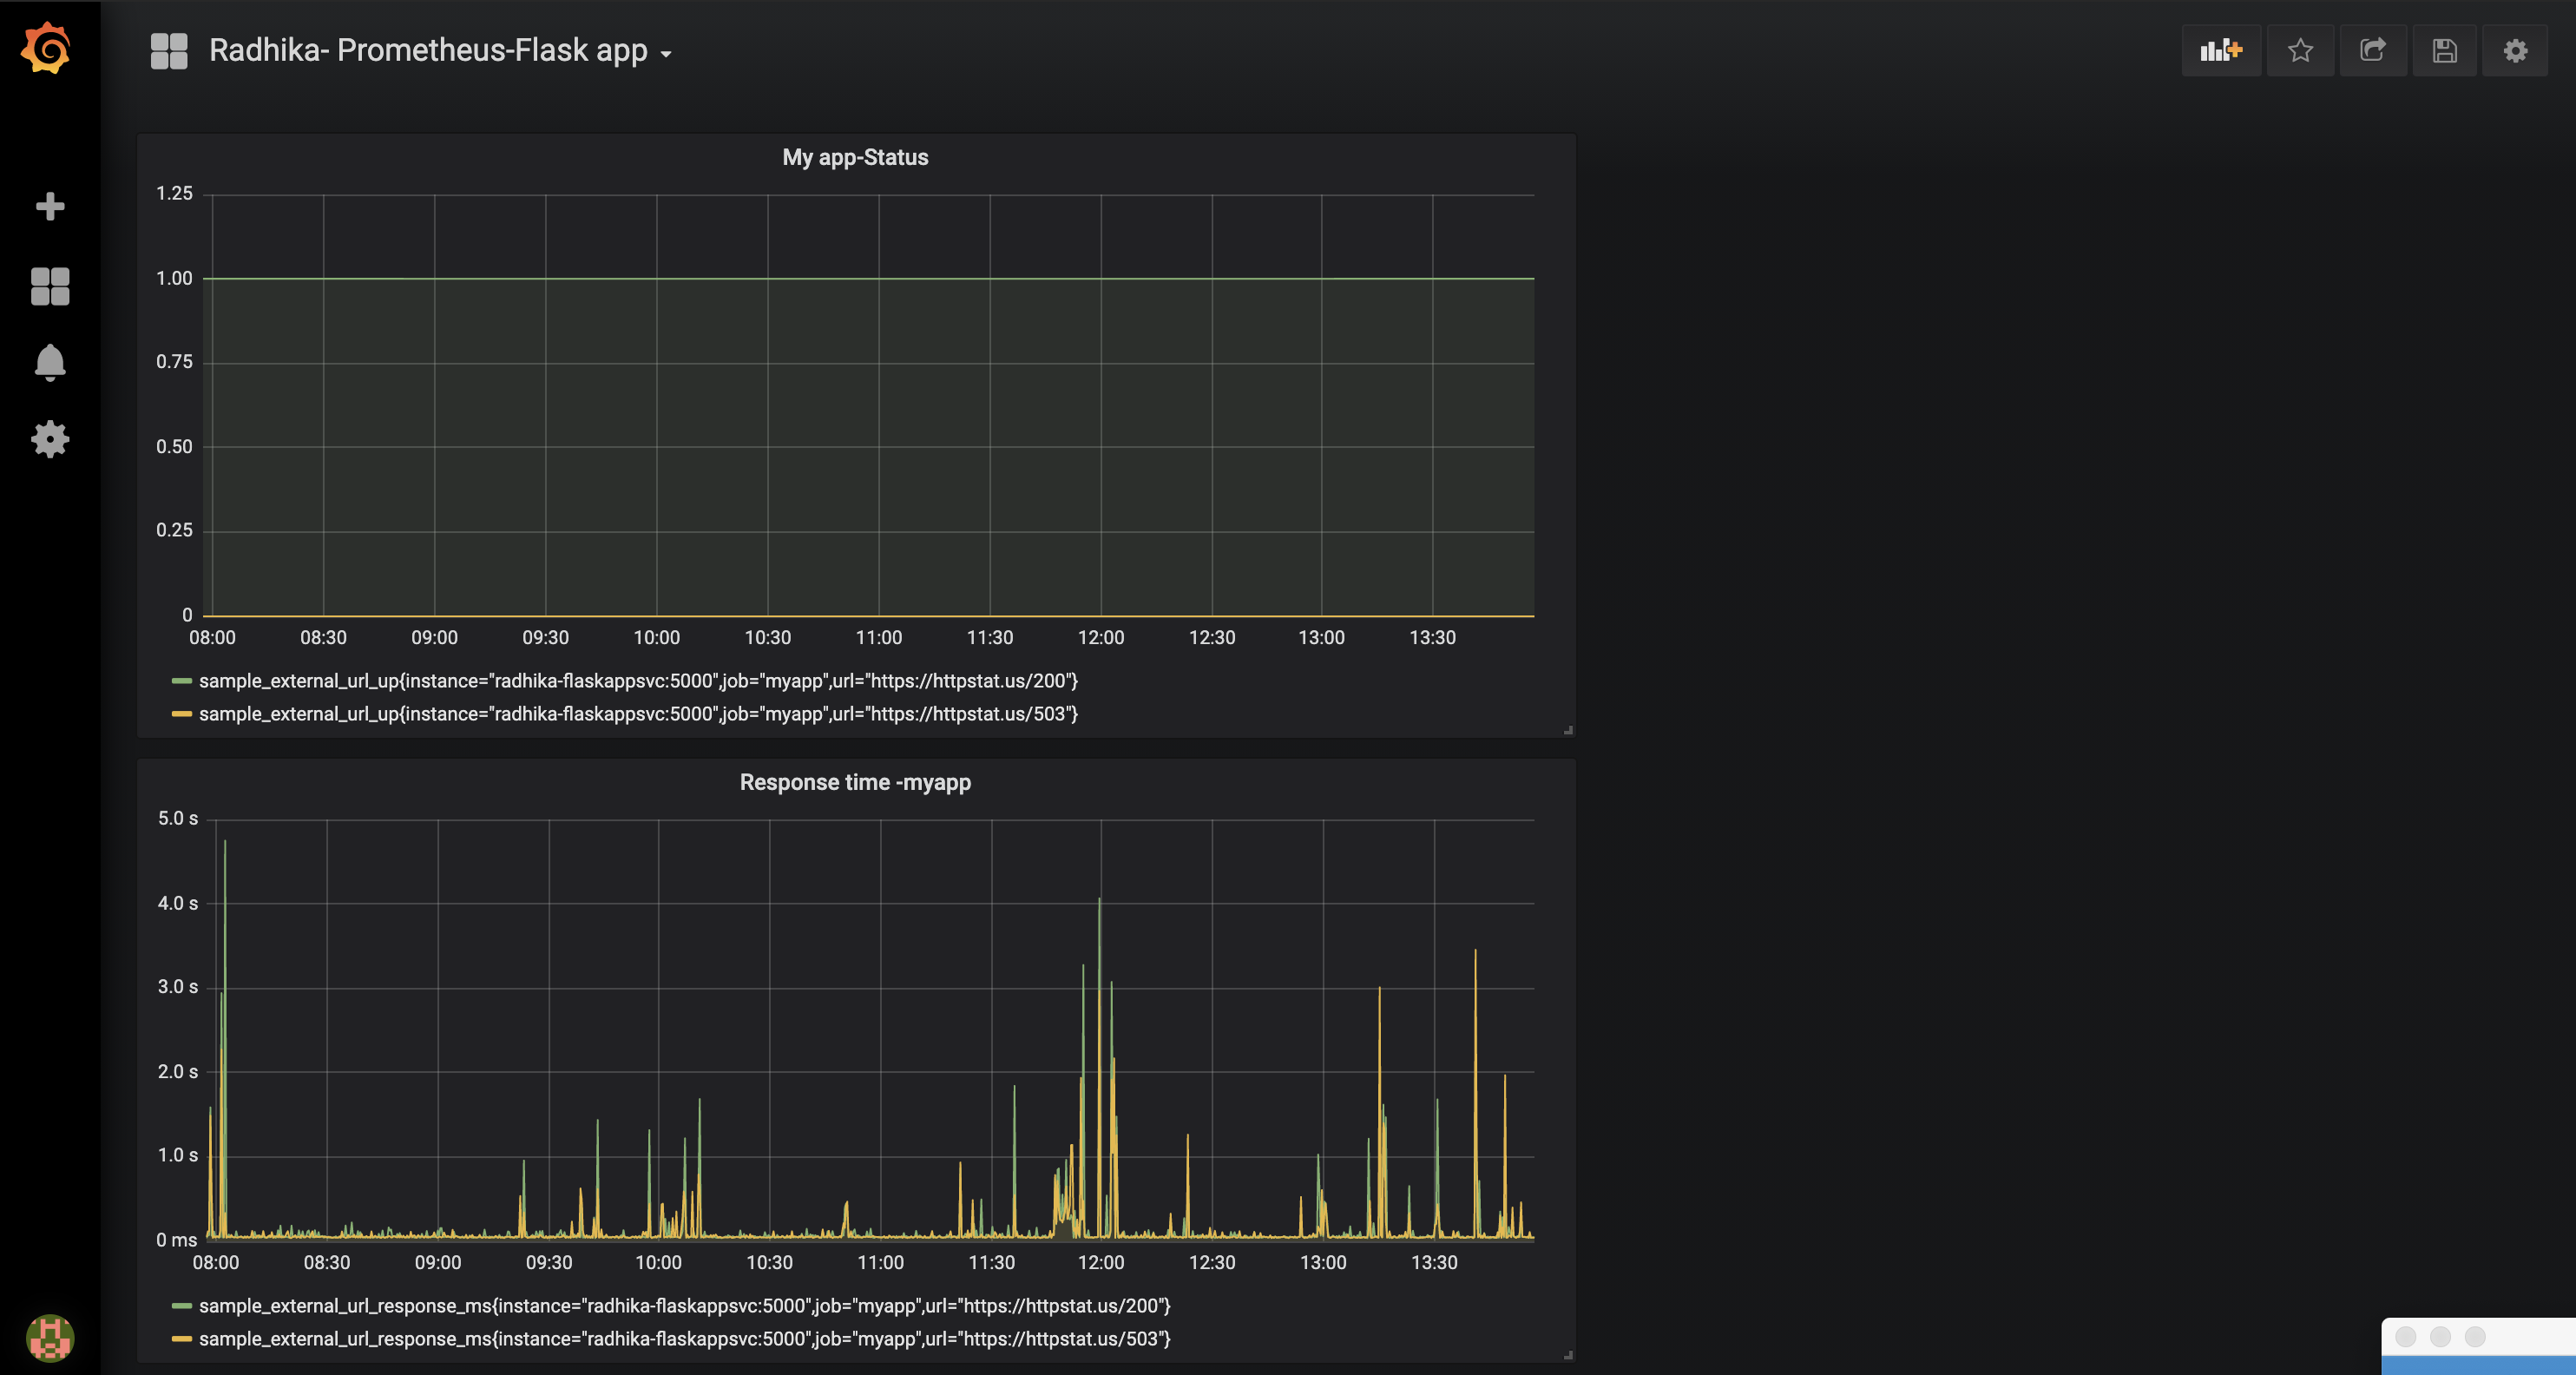 Radhika- Prometheus-Flask app
My app-Status
1.25
1.00
0.75
0.50
0.25
0
08:00 08:30 09:00 09:30 10:00 10:30 11:00 11:30 12:00 12:30 13:00 13:30
sample_external_url_up{instance="radhika-flaskappsvc:5000",job="myapp",url="https://httpstat.us/200"}
sample_external_url_up{instance="radhika-flaskappsvc:5000",job="myapp",url="https://httpstat.us/503"}
Response time -myapp
5.0 s
4.0 s
3.0 s
2.0 s
1.0 s
0 ms
08:00 08:30 09:00 09:30 10:00 10:30 11:00 11:30 12:00 12:30 13:00 13:30
sample_external_url_response_ms{instance="radhika-flaskappsvc:5000",job="myapp",url="https://httpstat.us/200"}
sample_external_url_response_ms{instance="radhika-flaskappsvc:5000",job="myapp",url="https://httpstat.us/503"}